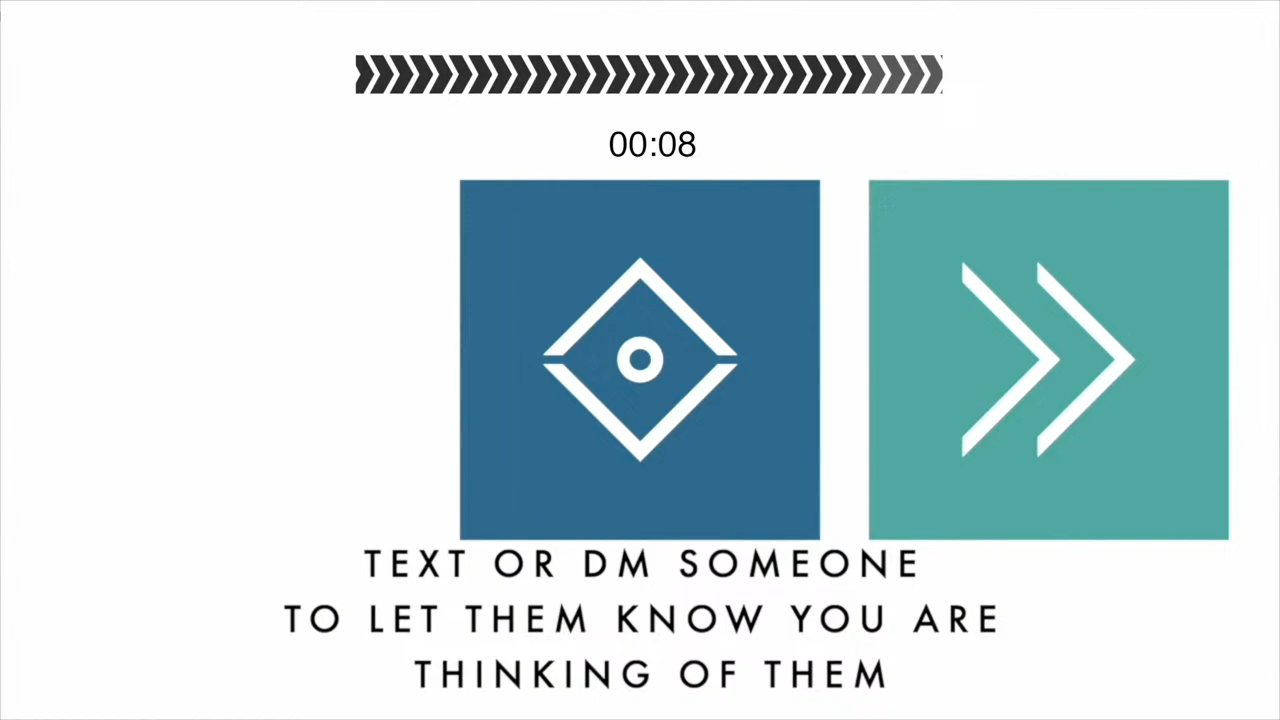 00:08
TEXT OR DM SOMEONE
TO LET THEM KNOW YOU ARE
THINKING OF THEM